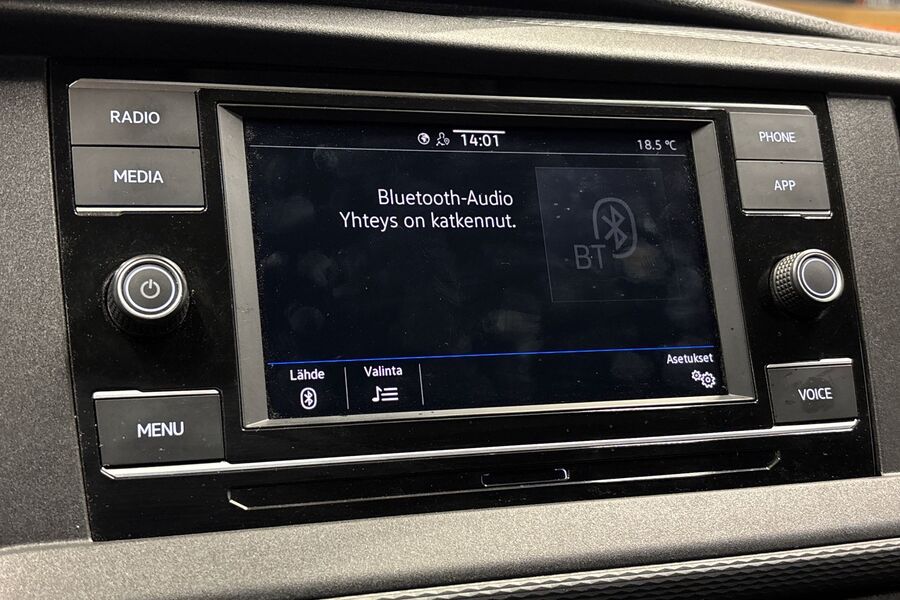 RADIO
MEDIA
14:01
18.5 °C
PHONE
APP
Bluetooth-Audio
Yhteys on katkennut.
BT
Lähde
Valinta
Asetukset
MENU
VOICE